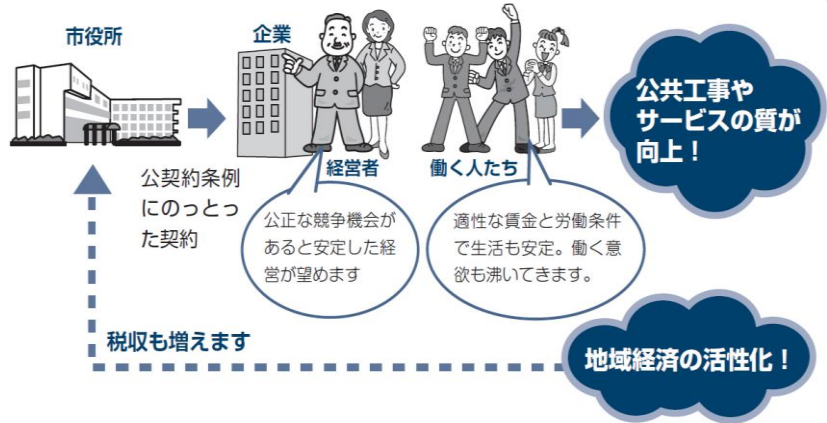 市役所
企業
公共工事や
サービスの質が
向上！
経営者
働く人たち
公契約条例
にのっとっ
た契約
公正な競争機会が
あると安定した経
営が望めます
適性な賃金と労働条件
で生活も安定。働く意
欲も沸いてきます。
税収も増えます
地域経済の活性化！